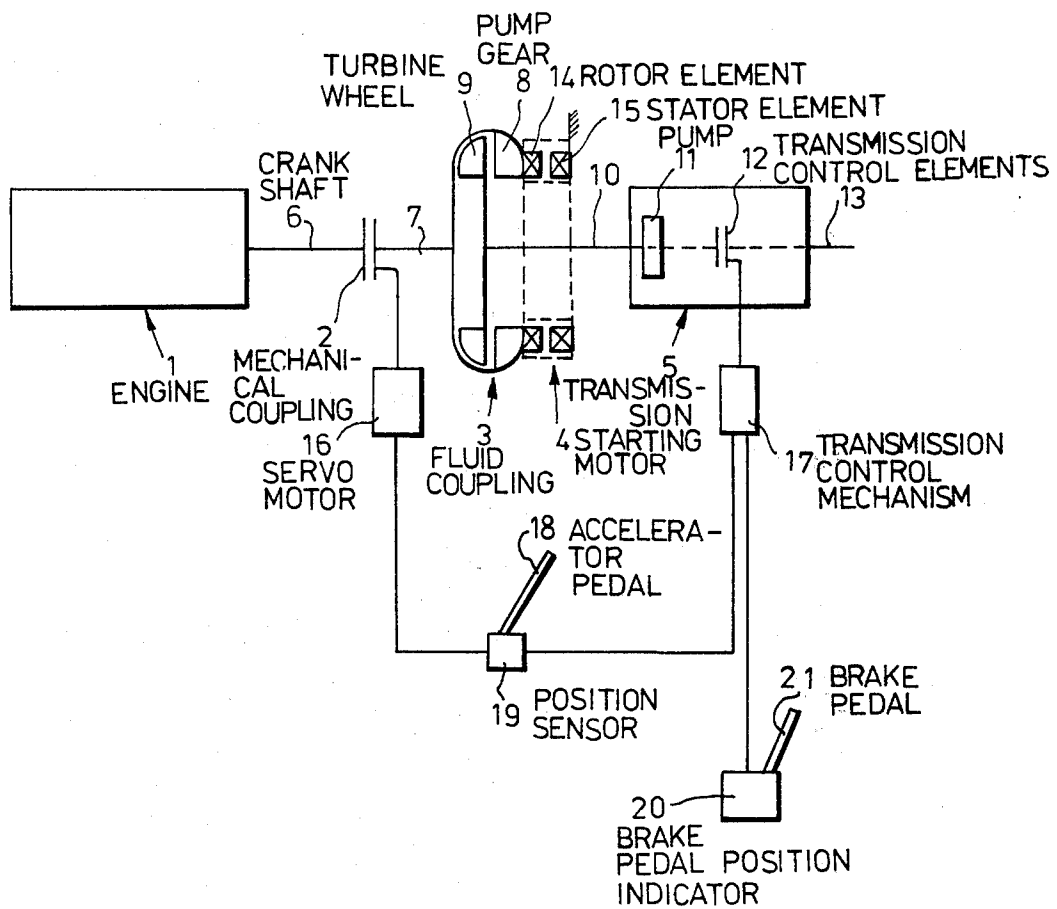 PUMP
GEAR
TURBINE
WHEEL
9
8
14 ROTOR ELEMENT
15 STATOR ELEMENT
PUMP
11
12
TRANSMISSION
CONTROL ELEMENTS
CRANK
SHAFT
6
7
10
13
1
ENGINE
2
MECHANI-
CAL
COUPLING
16
SERVO
MOTOR
3
FLUID
COUPLING
5
TRANSMIS-
SION
4 STARTING
MOTOR
17 TRANSMISSION
CONTROL
MECHANISM
18 ACCELERA-
TOR
PEDAL
19 POSITION
SENSOR
21 BRAKE
PEDAL
20
BRAKE
PEDAL POSITION
INDICATOR